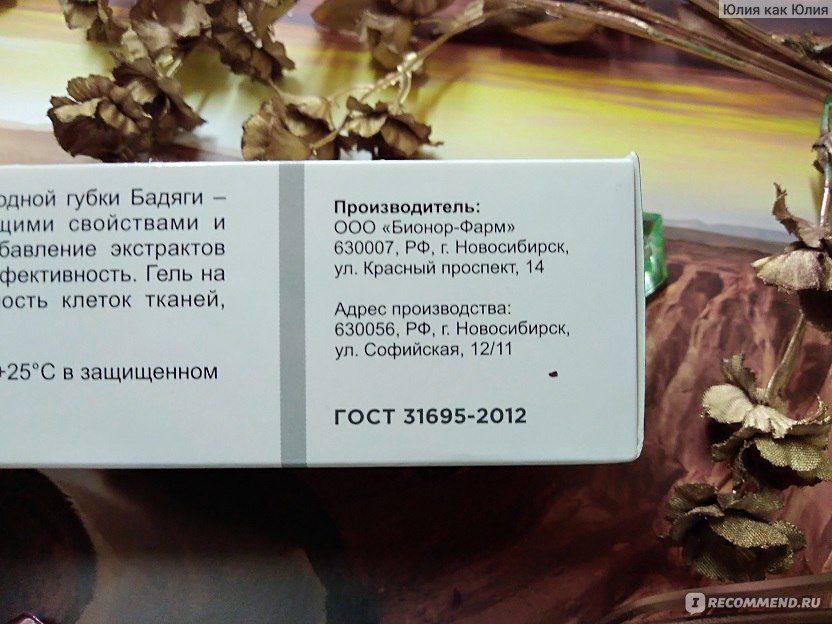 Юлия как Юлия
одной губки Бадяги –
щими свойствами и
бавление экстрактов
фективность. Гель на
ость клеток тканей,
+25°С в защищенном
Производитель:
ООО «Бионор-Фарм»
630007, РФ, г. Новосибирск,
ул. Красный проспект, 14
Адрес производства:
630056, РФ, г. Новосибирск,
ул. Софийская, 12/11
ГОСТ 31695-2012
I RECOMMEND.RU